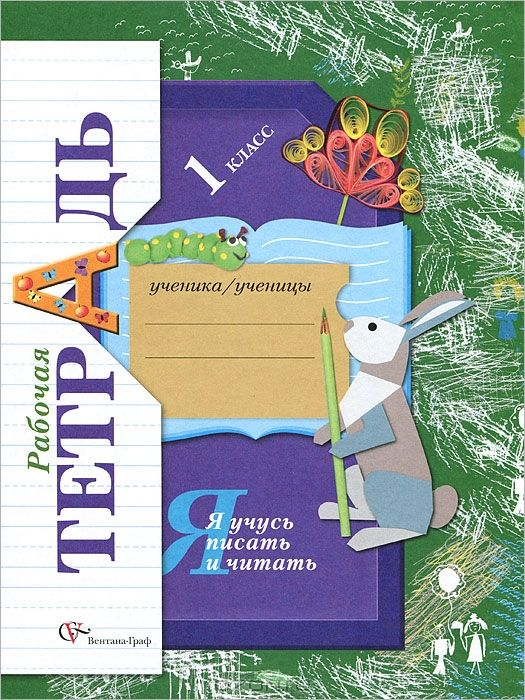 Рабочая
ТЕТРАДЬ
1 КЛАСС
ученика/ученицы
Я учусь
писать
и читать
Вентана-Граф